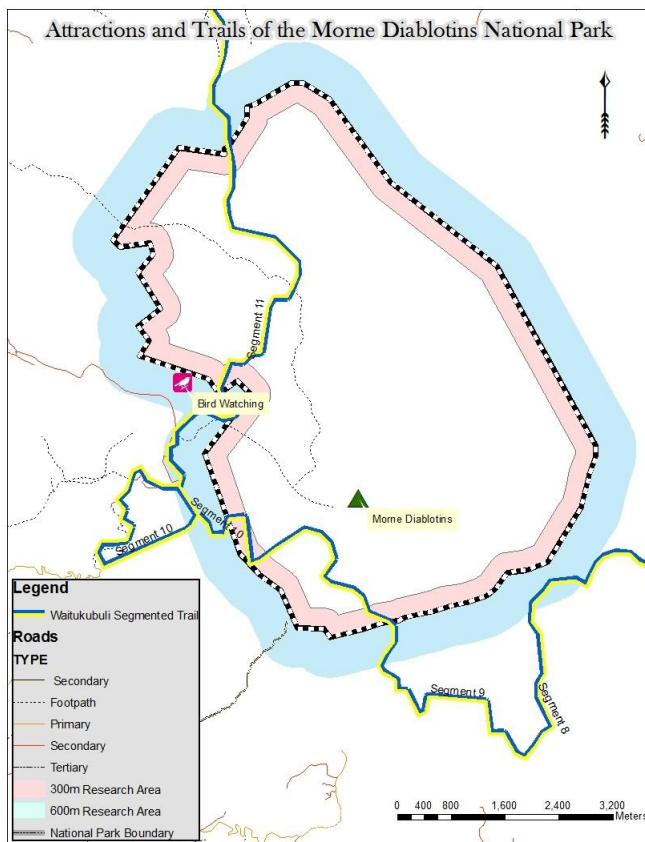 Attractions and Trails of the Morne Diablotins National Park
Segment 11
Bird Watching
Morne Diablotins
Segment 10
Segment 10
Segment 9
Segment 8
Legend
Waitukubuli Segmented Trail
Roads
TYPE
Secondary
Footpath
Primary
Secondary
Tertiary
300m Research Area
600m Research Area
National Park Boundary
0 400 800 1,600 2,400 3,200
Meters